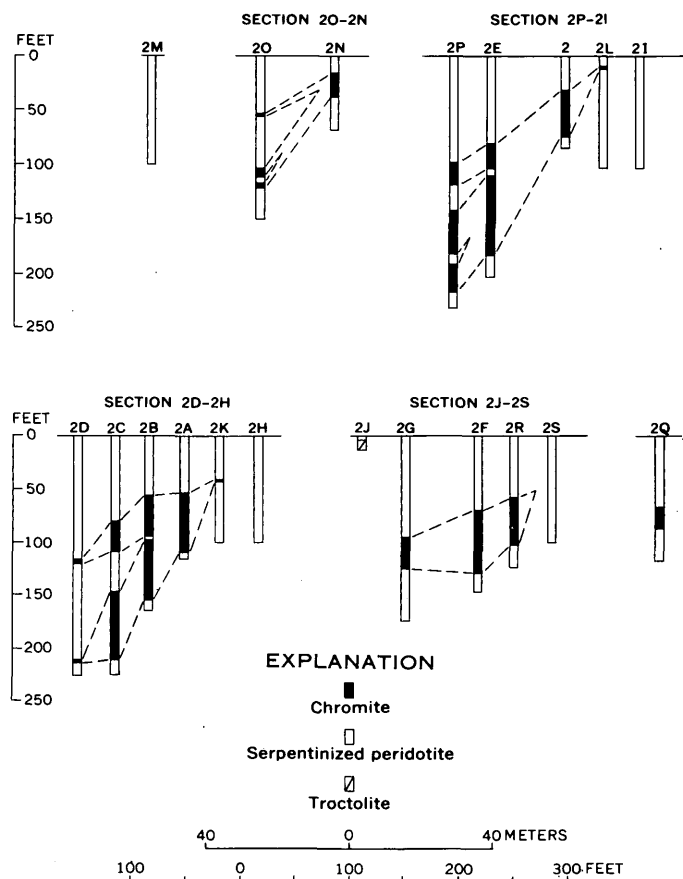 SECTION 2O-2N
SECTION 2P-2I
FEET
2M
2O
2N
2P
2E
2
2L
2I
0
50
100
150
200
250
SECTION 2D-2H
SECTION 2J-2S
FEET
2D
2C
2B
2A
2K
2H
2J
2G
2F
2R
2S
2Q
0
50
100
150
200
250
EXPLANATION
Chromite
Serpentinized peridotite
Troctolite
40 0 40 METERS
100 0 100 200 300 FEET